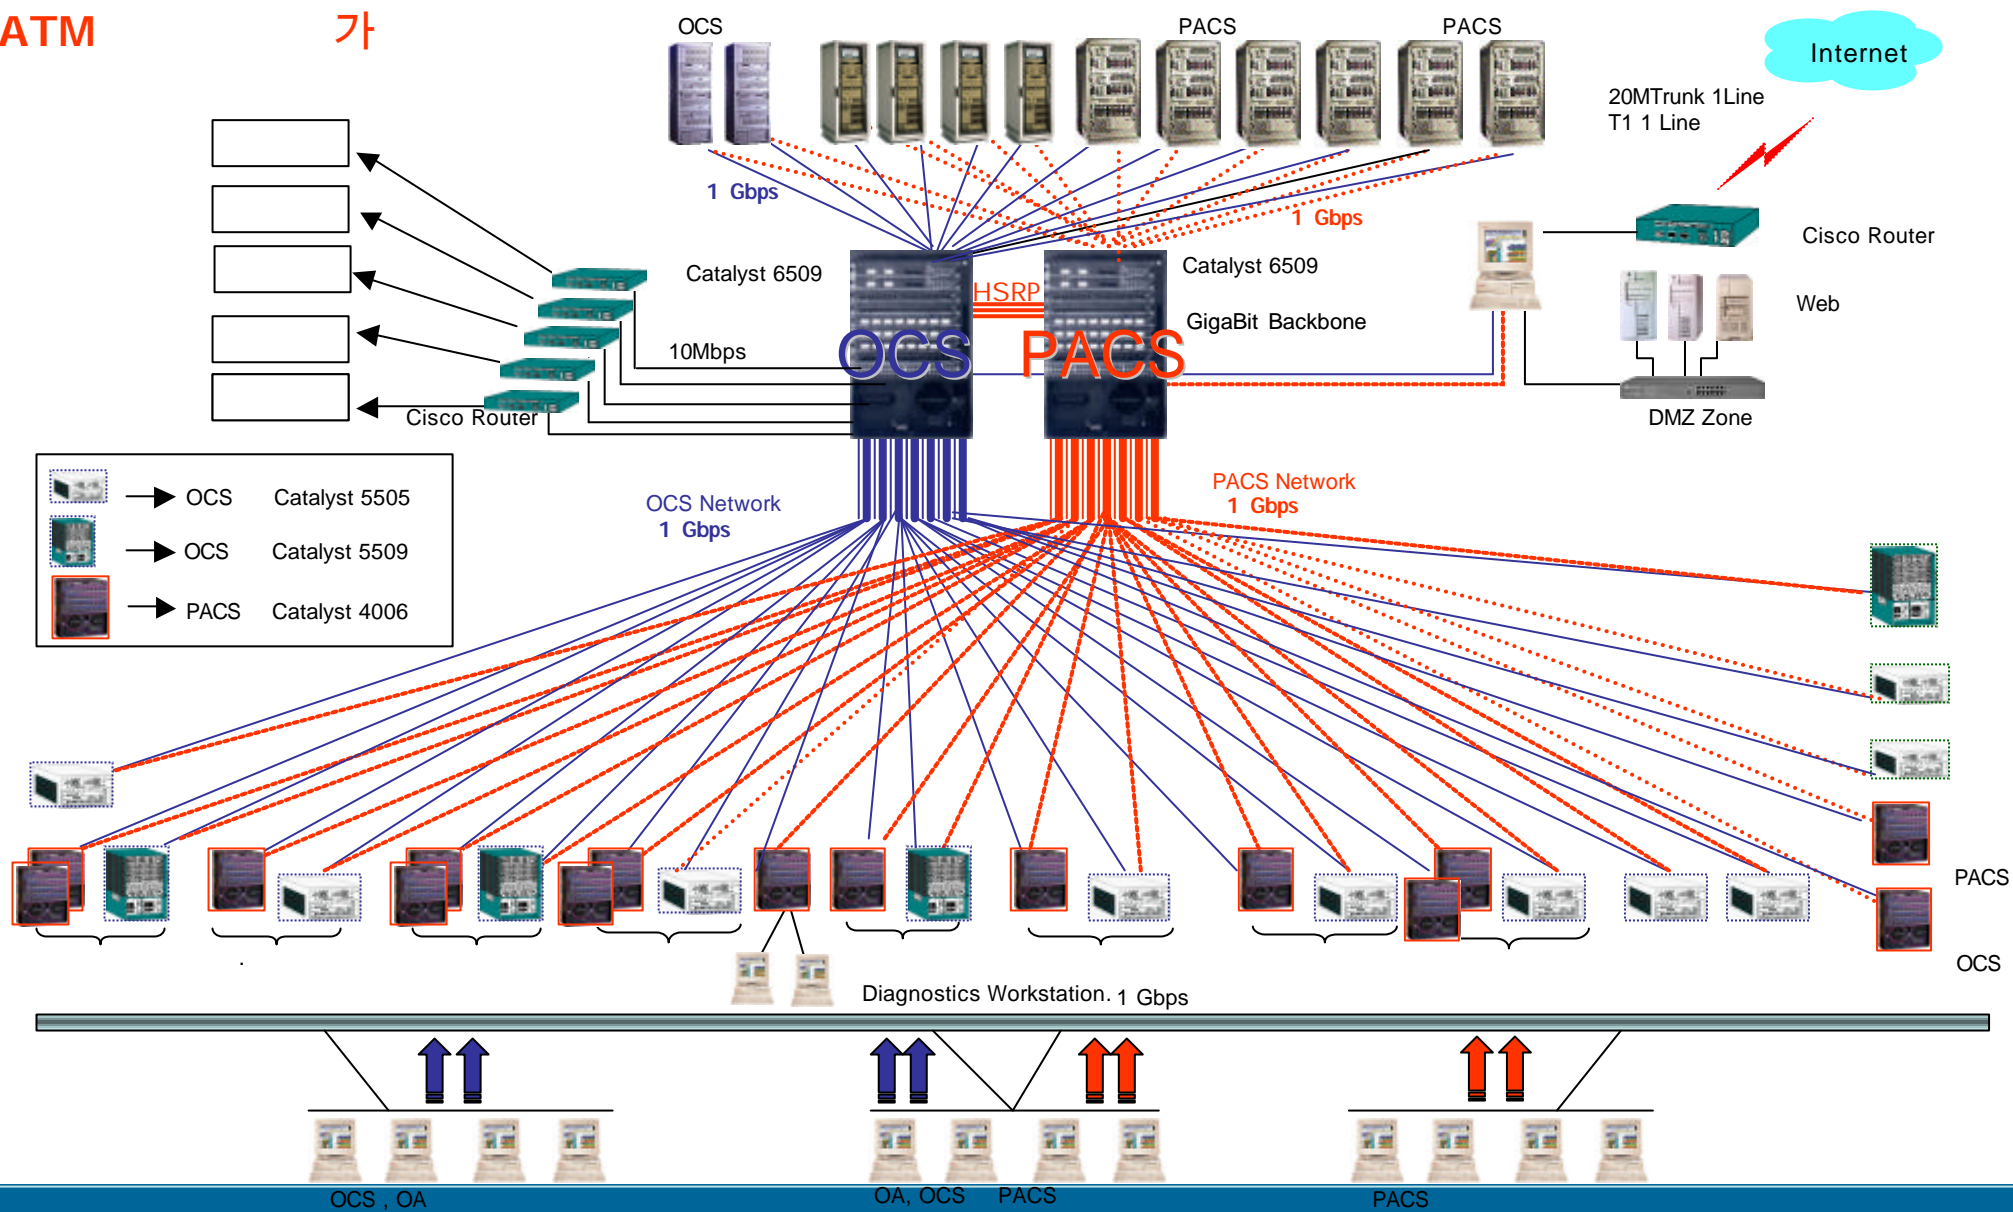 ATM 가
OCS
PACS
PACS
Internet
20MTrunk 1Line
T1 1 Line
1 Gbps
1 Gbps
Cisco Router
Catalyst 6509
HSRP
Catalyst 6509
GigaBit Backbone
Web
OCS
PACS
10Mbps
Cisco Router
DMZ Zone
OCS Catalyst 5505
OCS Catalyst 5509
PACS Catalyst 4006
OCS Network
1 Gbps
PACS Network
1 Gbps
PACS
OCS
.
Diagnostics Workstation. 1 Gbps
OCS , OA
OA, OCS PACS
PACS